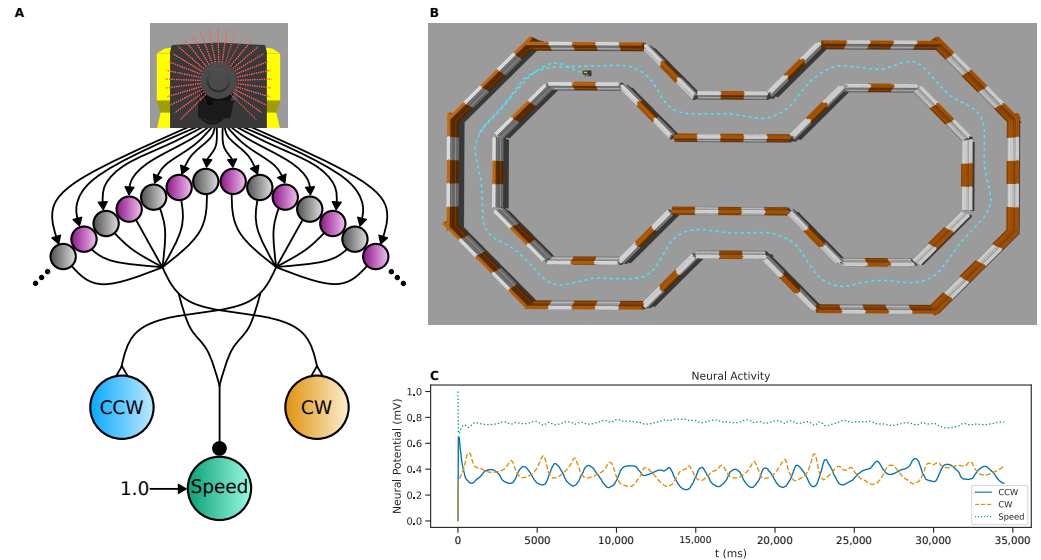 A
B
CCW
CW
1.0
Speed
C
Neural Activity
Neural Potential (mV)
1.0
0.8
0.6
0.4
0.2
0.0
CCW
CW
Speed
0
5000
10,000
15,000
20,000
25,000
30,000
35,000
t (ms)